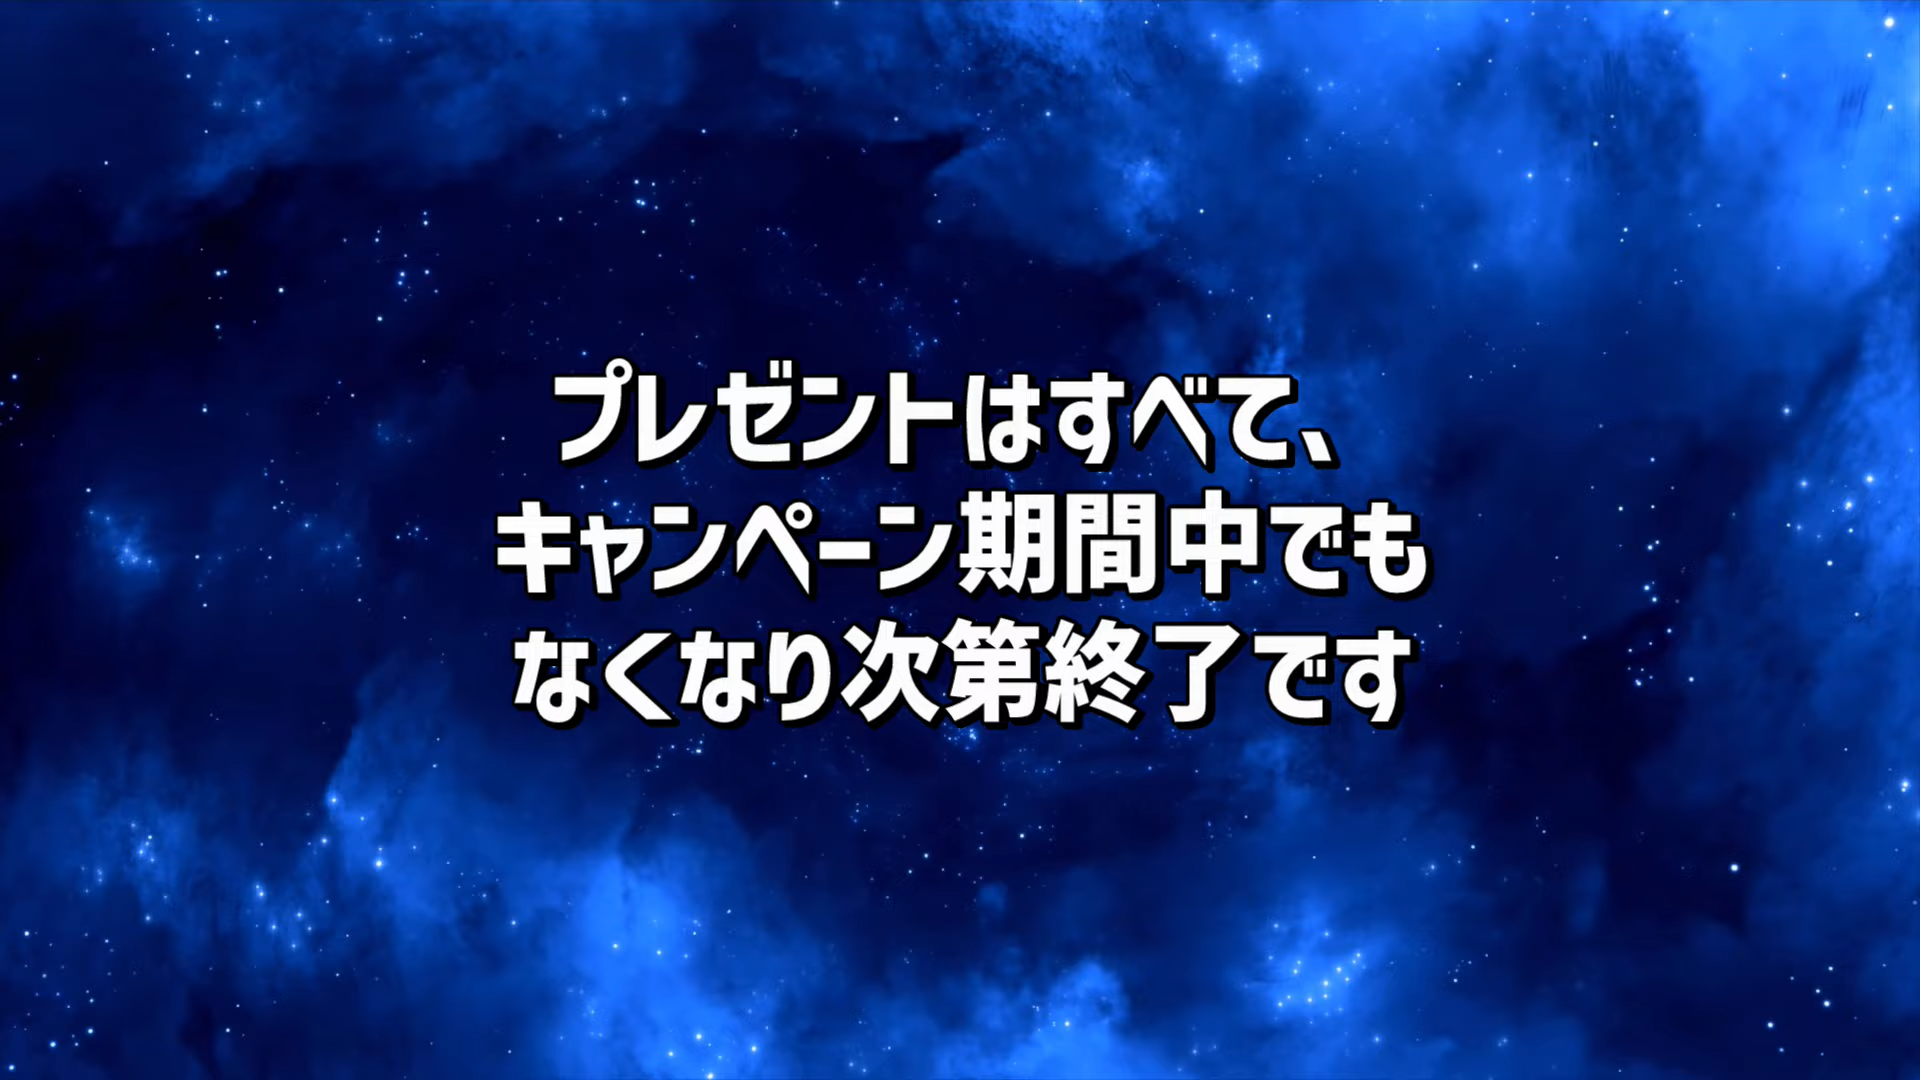 プレゼントはすべて、
キャンペーン期間中でも
なくなり次第終了です